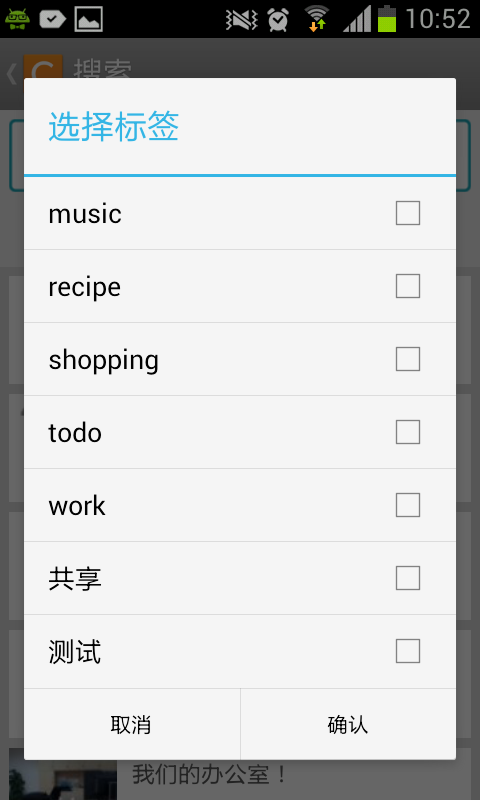 10:52
搜索
选择标签
music
recipe
shopping
todo
work
共享
测试
取消
确认
我们的办公室！